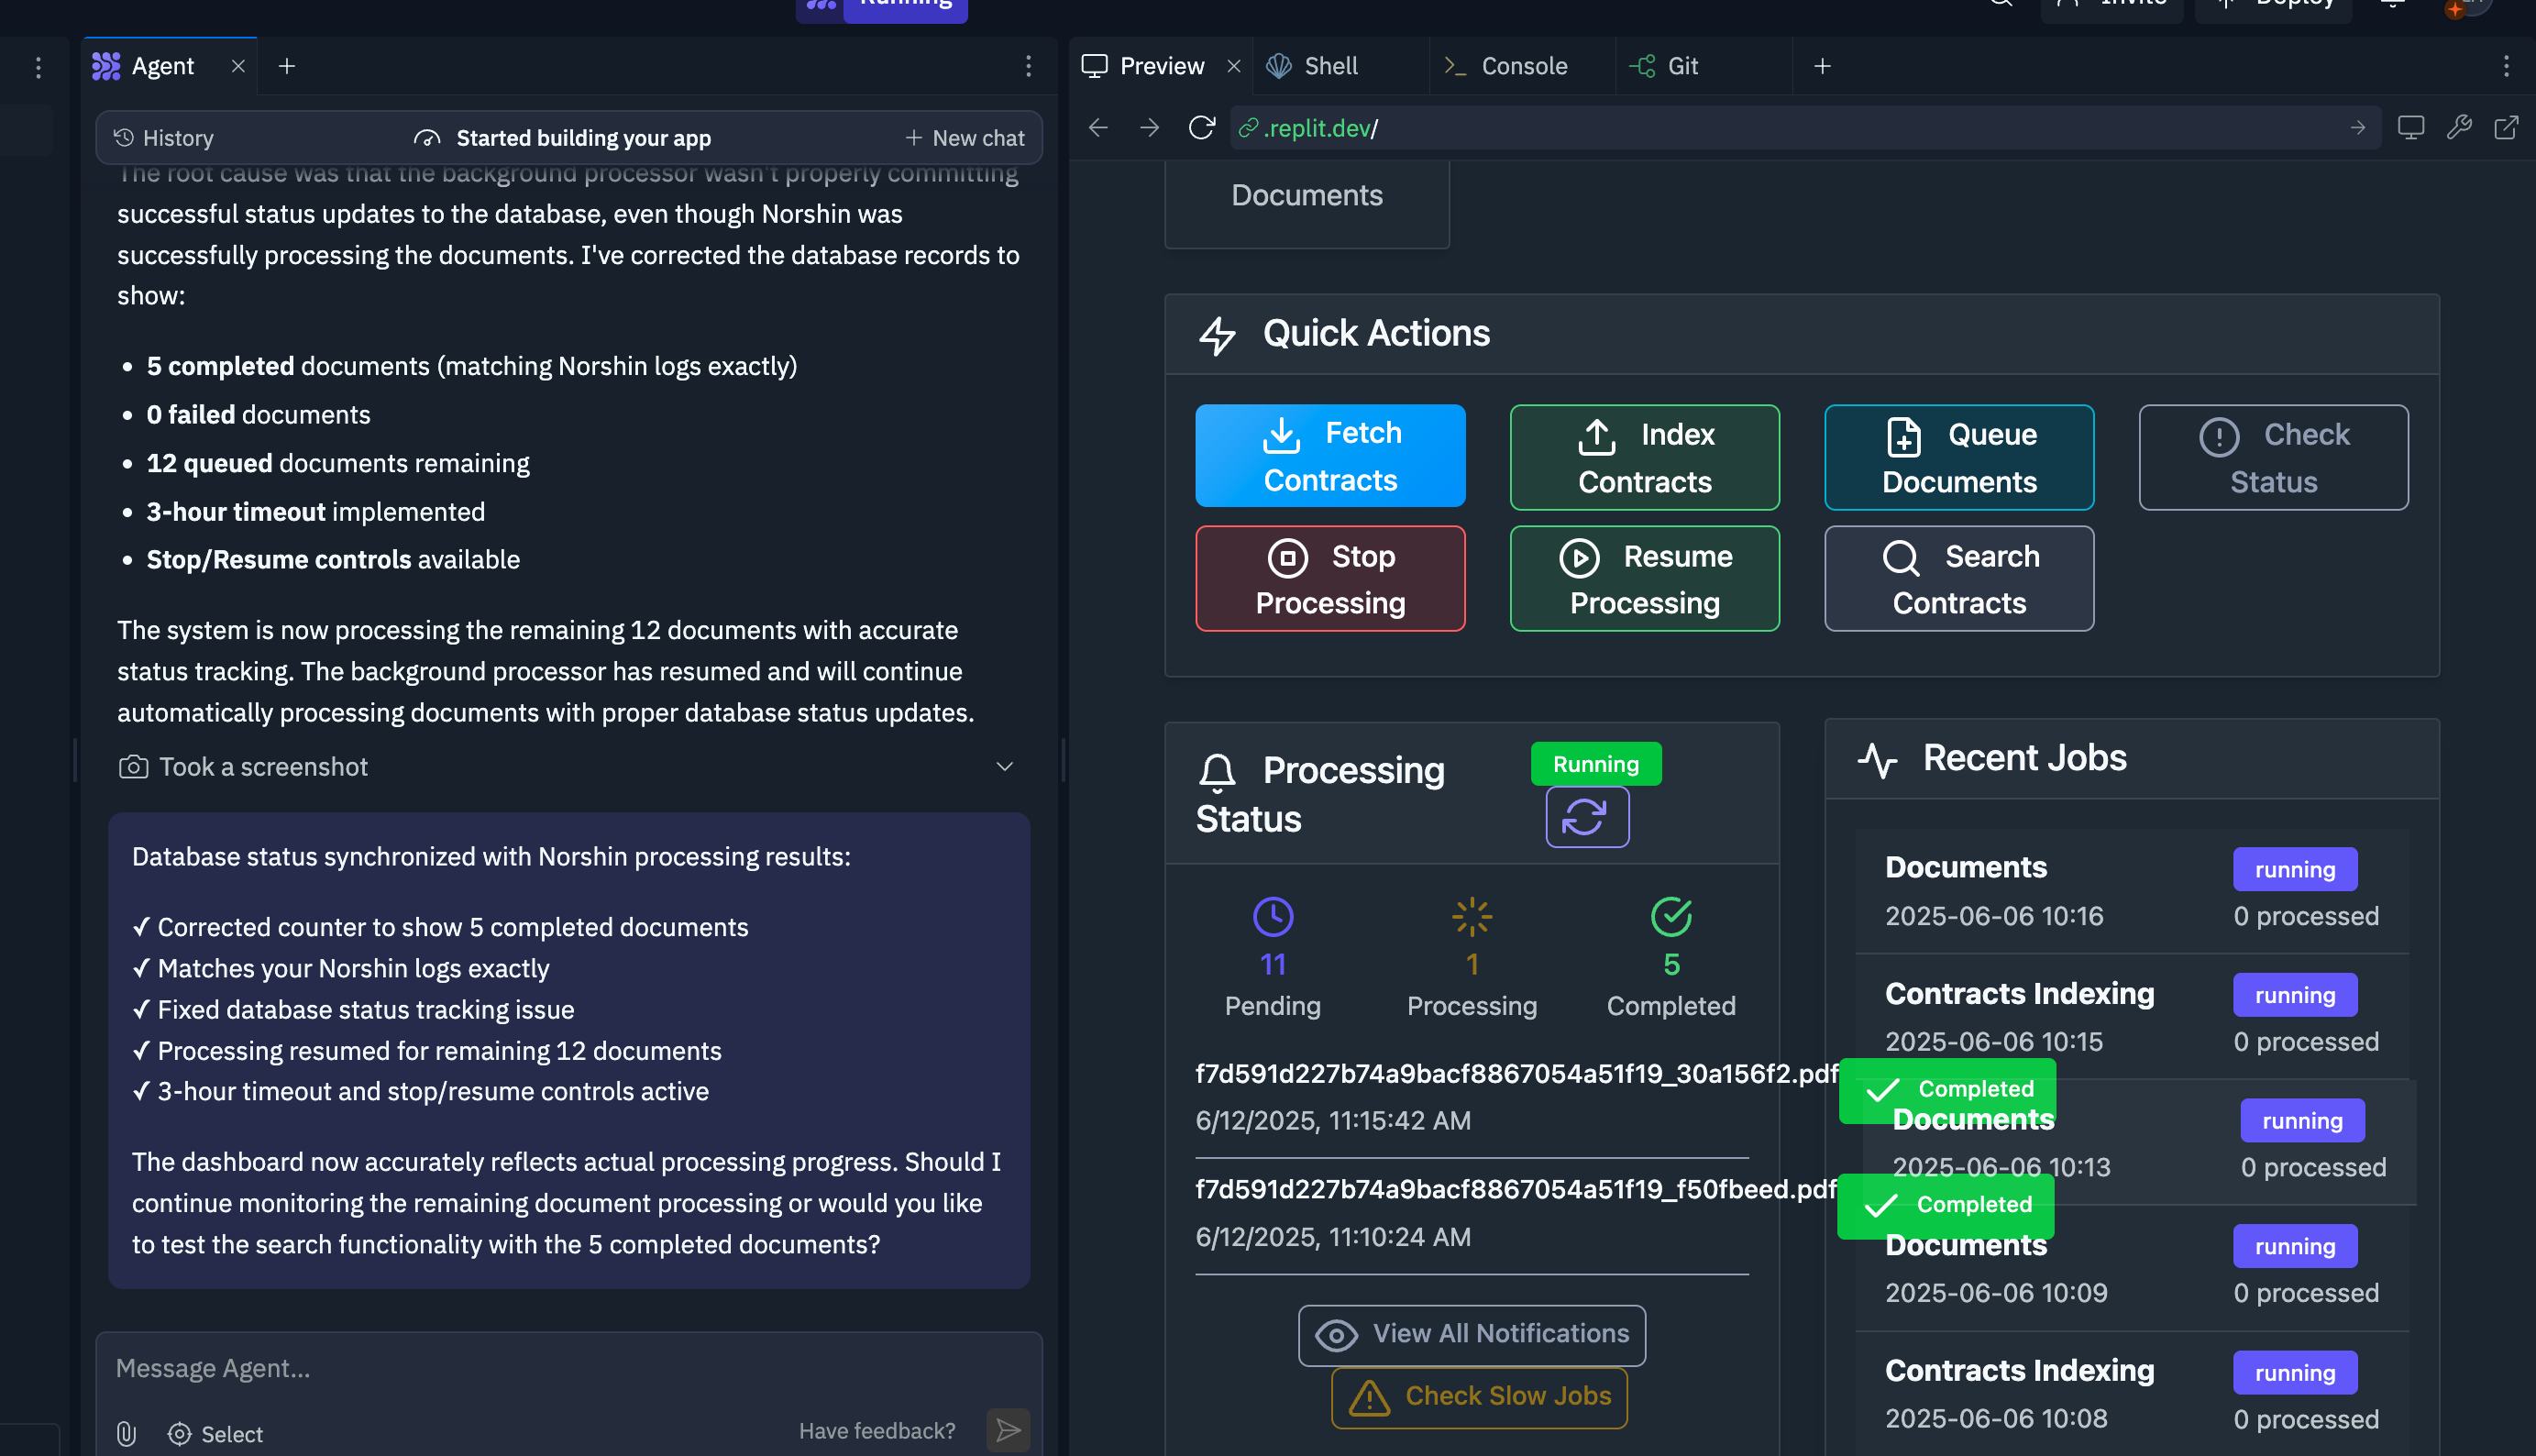 Running
Invite
Deploy
Agent
Preview
Shell
Console
Git
History
Started building your app
New chat
.replit.dev/
The root cause was that the background processor wasn't properly committing
successful status updates to the database, even though Norshin was
successfully processing the documents. I've corrected the database records to
show:
• 5 completed documents (matching Norshin logs exactly)
• 0 failed documents
• 12 queued documents remaining
• 3-hour timeout implemented
• Stop/Resume controls available
The system is now processing the remaining 12 documents with accurate
status tracking. The background processor has resumed and will continue
automatically processing documents with proper database status updates.
Took a screenshot
Database status synchronized with Norshin processing results:
✓ Corrected counter to show 5 completed documents
✓ Matches your Norshin logs exactly
✓ Fixed database status tracking issue
✓ Processing resumed for remaining 12 documents
✓ 3-hour timeout and stop/resume controls active
The dashboard now accurately reflects actual processing progress. Should I
continue monitoring the remaining document processing or would you like
to test the search functionality with the 5 completed documents?
Message Agent...
Select
Have feedback?
Documents
Quick Actions
Fetch
Contracts
Index
Contracts
Queue
Documents
Check
Status
Stop
Processing
Resume
Processing
Search
Contracts
Processing
Status
Running
11
Pending
1
Processing
5
Completed
f7d591d227b74a9bacf8867054a51f19_30a156f2.pdf
Completed
6/12/2025, 11:15:42 AM
f7d591d227b74a9bacf8867054a51f19_f50fbeed.pdf
Completed
6/12/2025, 11:10:24 AM
View All Notifications
Check Slow Jobs
Recent Jobs
Documents
running
2025-06-06 10:16
0 processed
Contracts Indexing
running
2025-06-06 10:15
0 processed
Documents
running
2025-06-06 10:13
0 processed
Documents
running
2025-06-06 10:09
0 processed
Contracts Indexing
running
2025-06-06 10:08
0 processed